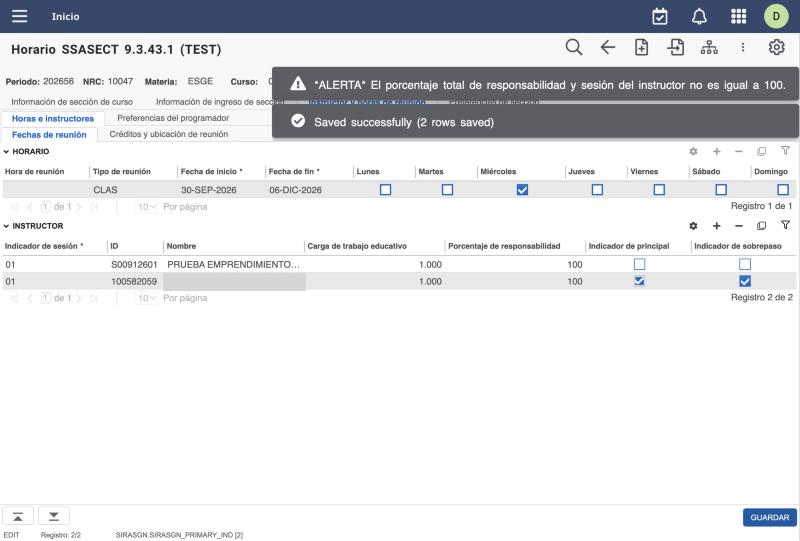 Inicio
D
Horario SSASECT 9.3.43.1 (TEST)
Periodo: 202656 NRC: 10047 Materia: ESGE Curso:
*ALERTA* El porcentaje total de responsabilidad y sesión del instructor no es igual a 100.
Información de sección de curso Información de ingreso de sección Instructor y horas de reunión Preferencias de sección
Saved successfully (2 rows saved)
Horas e instructores Preferencias del programador
Fechas de reunión Créditos y ubicación de reunión
HORARIO
Hora de reunión Tipo de reunión Fecha de inicio * Fecha de fin * Lunes Martes Miércoles Jueves Viernes Sábado Domingo
CLAS 30-SEP-2026 06-DIC-2026
1 de 1 10 Por página Registro 1 de 1
INSTRUCTOR
Indicador de sesión * ID Nombre Carga de trabajo educativo Porcentaje de responsabilidad Indicador de principal Indicador de sobrepaso
01 S00912601 PRUEBA EMPRENDIMIENTO... 1.000 100
01 100582059 1.000 100
1 de 1 10 Por página Registro 2 de 2
GUARDAR
EDIT Registro: 2/2 SIRASGN.SIRASGN_PRIMARY_IND [2]